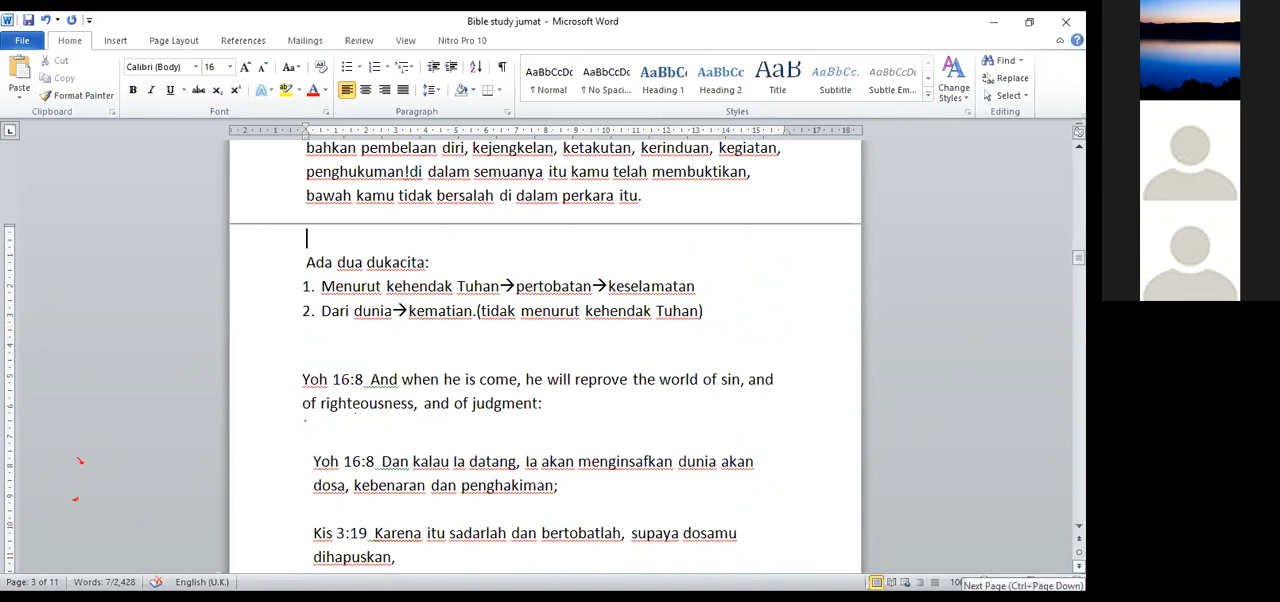 Bible study jumat - Microsoft Word
File Home Insert Page Layout References Mailings Review View Nitro Pro 10
Cut
Copy
Format Painter
Paste
Clipboard
Calibri (Body) 16
Font
Paragraph
AaBbCcDc AaBbCcDc AaBbC AaBbCc AaB AaBbCc. AaBbCcDc
¶ Normal ¶ No Spaci... Heading 1 Heading 2 Title Subtitle Subtle Em...
Styles
Change
Styles
Find
Replace
Select
Editing
bahkan pembelaan diri, kejengkelan, ketakutan, kerinduan, kegiatan,
penghukuman!di dalam semuanya itu kamu telah membuktikan,
bawah kamu tidak bersalah di dalam perkara itu.
Ada dua dukacita:
1. Menurut kehendak Tuhan→pertobatan→keselamatan
2. Dari dunia→kematian.(tidak menurut kehendak Tuhan)
Yoh 16:8 And when he is come, he will reprove the world of sin, and
of righteousness, and of judgment:
Yoh 16:8 Dan kalau Ia datang, Ia akan menginsafkan dunia akan
dosa, kebenaran dan penghakiman;
Kis 3:19 Karena itu sadarlah dan bertobatlah, supaya dosamu
dihapuskan,
Page: 3 of 11 Words: 7/2,428 English (U.K.)
Next Page (Ctrl+Page Down)